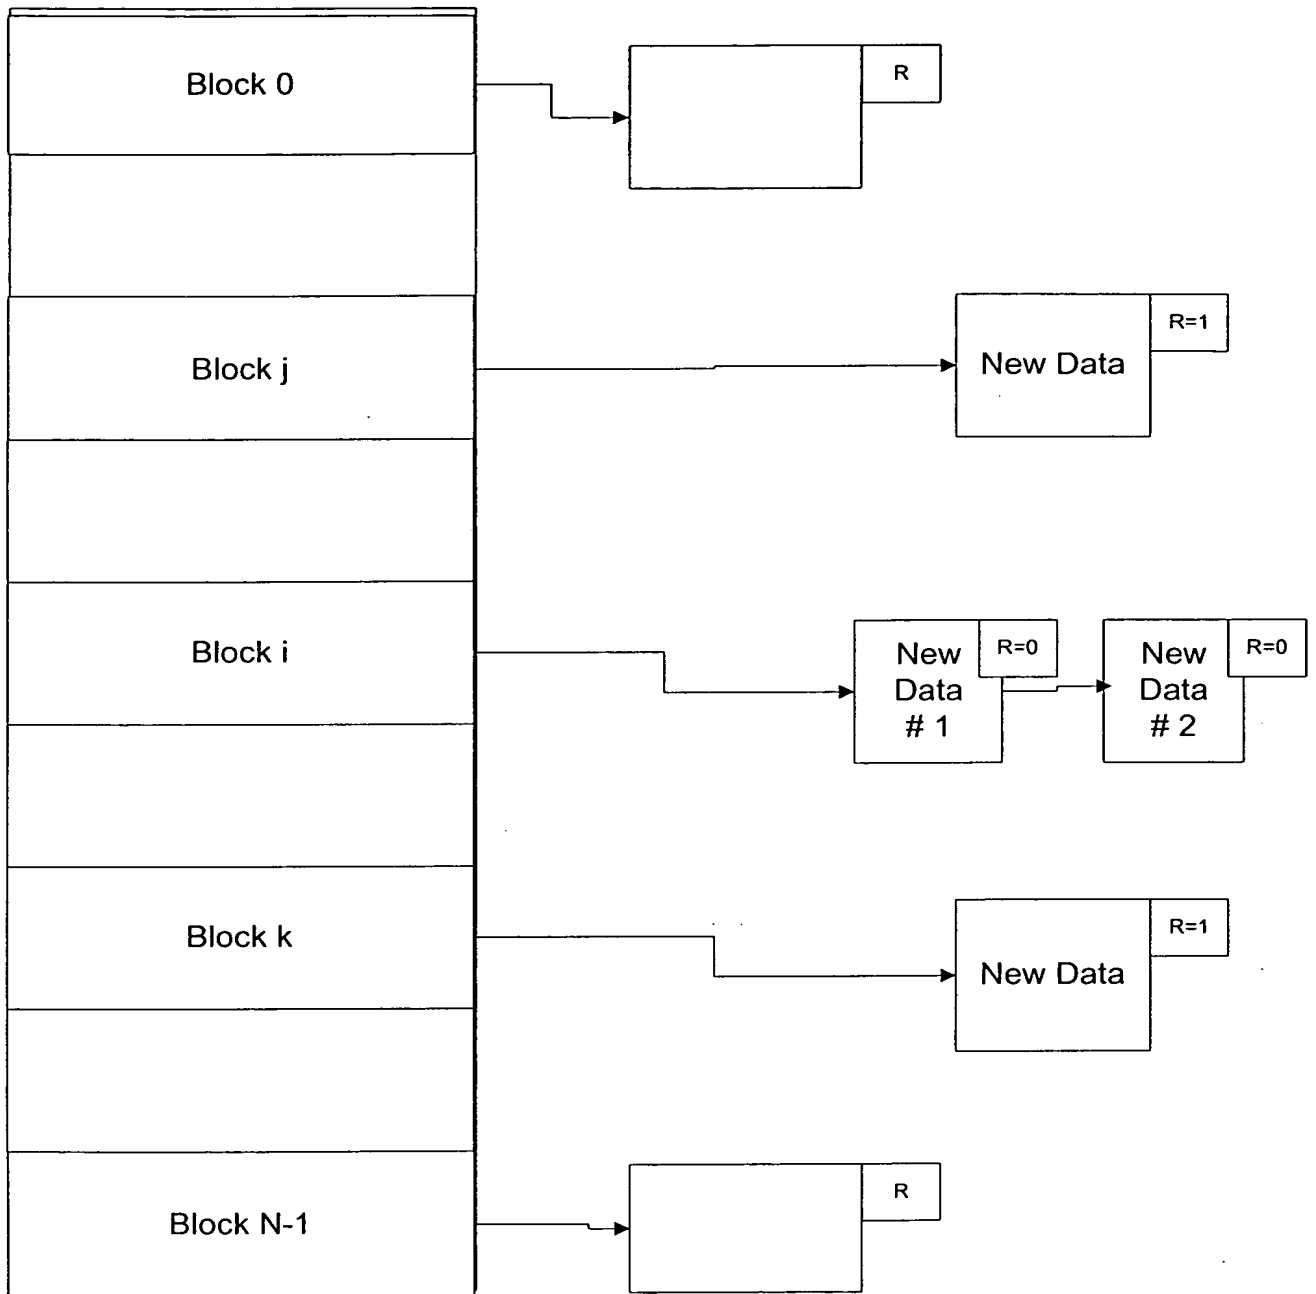 Block 0
R
Block j
New Data
R=1
Block i
New
Data
# 1
R=0
New
Data
# 2
R=0
Block k
New Data
R=1
Block N-1
R